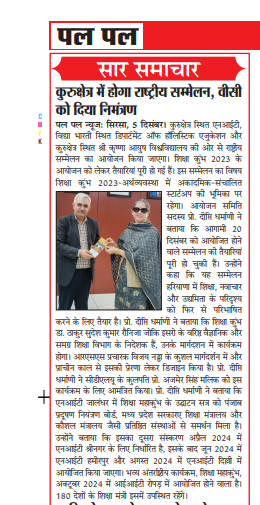 पल पल
सार समाचार
कुरुक्षेत्र में होगा राष्ट्रीय सम्मेलन, वीसी
को दिया निमंत्रण
पल पल न्यूज: सिरसा, 5 दिसंबर। कुरुक्षेत्र स्थित एनआईटी,
विद्या भारती स्थित डिपार्टमेंट ऑफ हॉलिस्टिक एजुकेशन और
कुरुक्षेत्र स्थित श्री कृष्णा आयुष विश्वविद्यालय की ओर से राष्ट्रीय
सम्मेलन का आयोजन किया जाएगा। शिक्षा कुंभ 2023 के
आयोजन को लेकर तैयारियां पूरी हो गई हैं। इस सम्मेलन का विषय
शिक्षा कुंभ 2023-अर्थव्यवस्था में अकादमिक-संचालित
स्टार्टअप की भूमिका पर
रहेगा। आयोजन समिति
सदस्य प्रो. दीप्ति धर्माणी ने
बताया कि आगामी 20
दिसंबर को आयोजित होने
वाले सम्मेलन की तैयारियां
पूरी हो चुकी हैं। उन्होंने
कहा कि यह सम्मेलन
हरियाणा में शिक्षा, नवाचार
और उद्यमिता के परिदृश्य
को फिर से परिभाषित
करने के लिए तैयार है। प्रो. दीप्ति धर्माणी ने बताया कि शिक्षा कुंभ
डा. ठाकुर सुदेश कुमार रौनिजा जोकि इसरो के वरिष्ठ वैज्ञानिक और
समग्र शिक्षा विभाग के निदेशक हैं, उनके मार्गदर्शन में कार्यक्रम
होगा। आरएसएस प्रचारक विजय नड्डा के कुशल मार्गदर्शन में और
प्राचीन काल से इसकी प्रेरणा लेकर डिजाइन किया है। प्रो. दीप्ति
धर्माणी ने सीडीएलयू के कुलपति प्रो. अजमेर सिंह मलिक को इस
कार्यक्रम के लिए आमंत्रित किया। प्रो. दीप्ति धर्माणी ने बताया कि
एनआईटी जालंधर में शिक्षा महाकुंभ के उद्घाटन सत्र को पंजाब
प्रदूषण नियंत्रण बोर्ड, मध्य प्रदेश सरकारए शिक्षा मंत्रालय और
कौशल मंत्रालय जैसी प्रतिष्ठित संस्थाओं से समर्थन मिला है।
उन्होंने बताया कि इसका दूसरा संस्करण अप्रैल 2024 में
एनआईटी श्रीनगर के लिए निर्धारित है, इसके बाद जून 2024 में
एनआईटी हमीरपुर और अगस्त 2024 में एनआईटी दिल्ली में
आयोजित किया जाएगा। भव्य अंतर्राष्ट्रीय कार्यक्रम, शिक्षा महाकुंभ,
अक्टूबर 2024 में आईआईटी रोपड़ में आयोजित होने वाला है।
180 देशों के शिक्षा मंत्री इसमें उपस्थित रहेंगे।